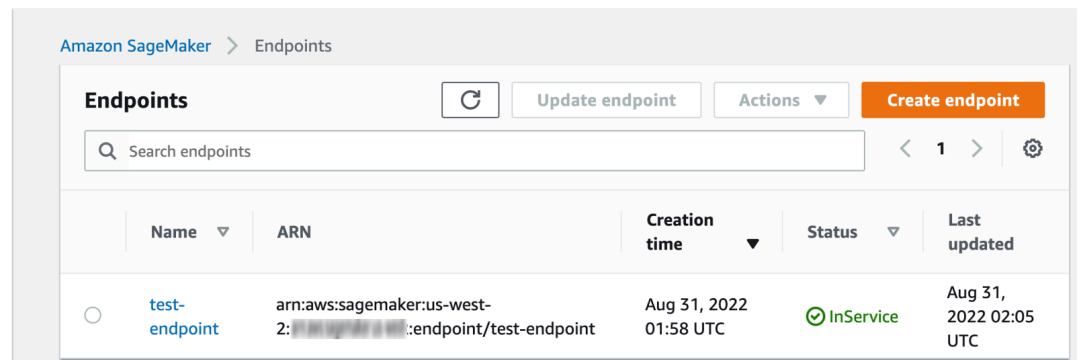 Amazon SageMaker > Endpoints
Endpoints
Update endpoint
Actions
Create endpoint
Search endpoints
1
Name
ARN
Creation
time
Status
Last
updated
test-
endpoint
arn:aws:sagemaker:us-west-
2: :endpoint/test-endpoint
Aug 31, 2022
01:58 UTC
InService
Aug 31,
2022 02:05
UTC